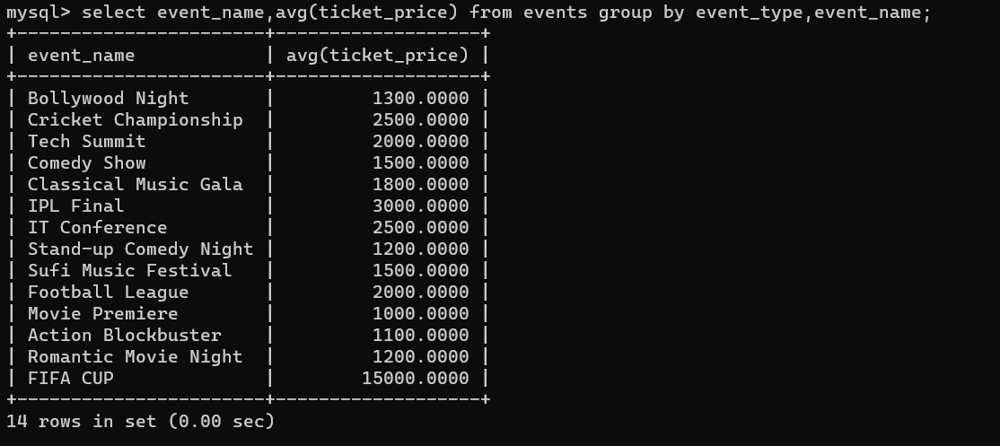 mysql> select event_name,avg(ticket_price) from events group by event_type,event_name;
+-----------------------+-------------------+
| event_name            | avg(ticket_price) |
+-----------------------+-------------------+
| Bollywood Night       |         1300.0000 |
| Cricket Championship  |         2500.0000 |
| Tech Summit           |         2000.0000 |
| Comedy Show           |         1500.0000 |
| Classical Music Gala  |         1800.0000 |
| IPL Final             |         3000.0000 |
| IT Conference         |         2500.0000 |
| Stand-up Comedy Night |         1200.0000 |
| Sufi Music Festival   |         1500.0000 |
| Football League       |         2000.0000 |
| Movie Premiere        |         1000.0000 |
| Action Blockbuster    |         1100.0000 |
| Romantic Movie Night  |         1200.0000 |
| FIFA CUP              |        15000.0000 |
+-----------------------+-------------------+
14 rows in set (0.00 sec)